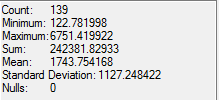 Count: 139
Minimum: 122.781998
Maximum: 6751.419922
Sum: 242381.82933
Mean: 1743.754168
Standard Deviation: 1127.248422
Nulls: 0